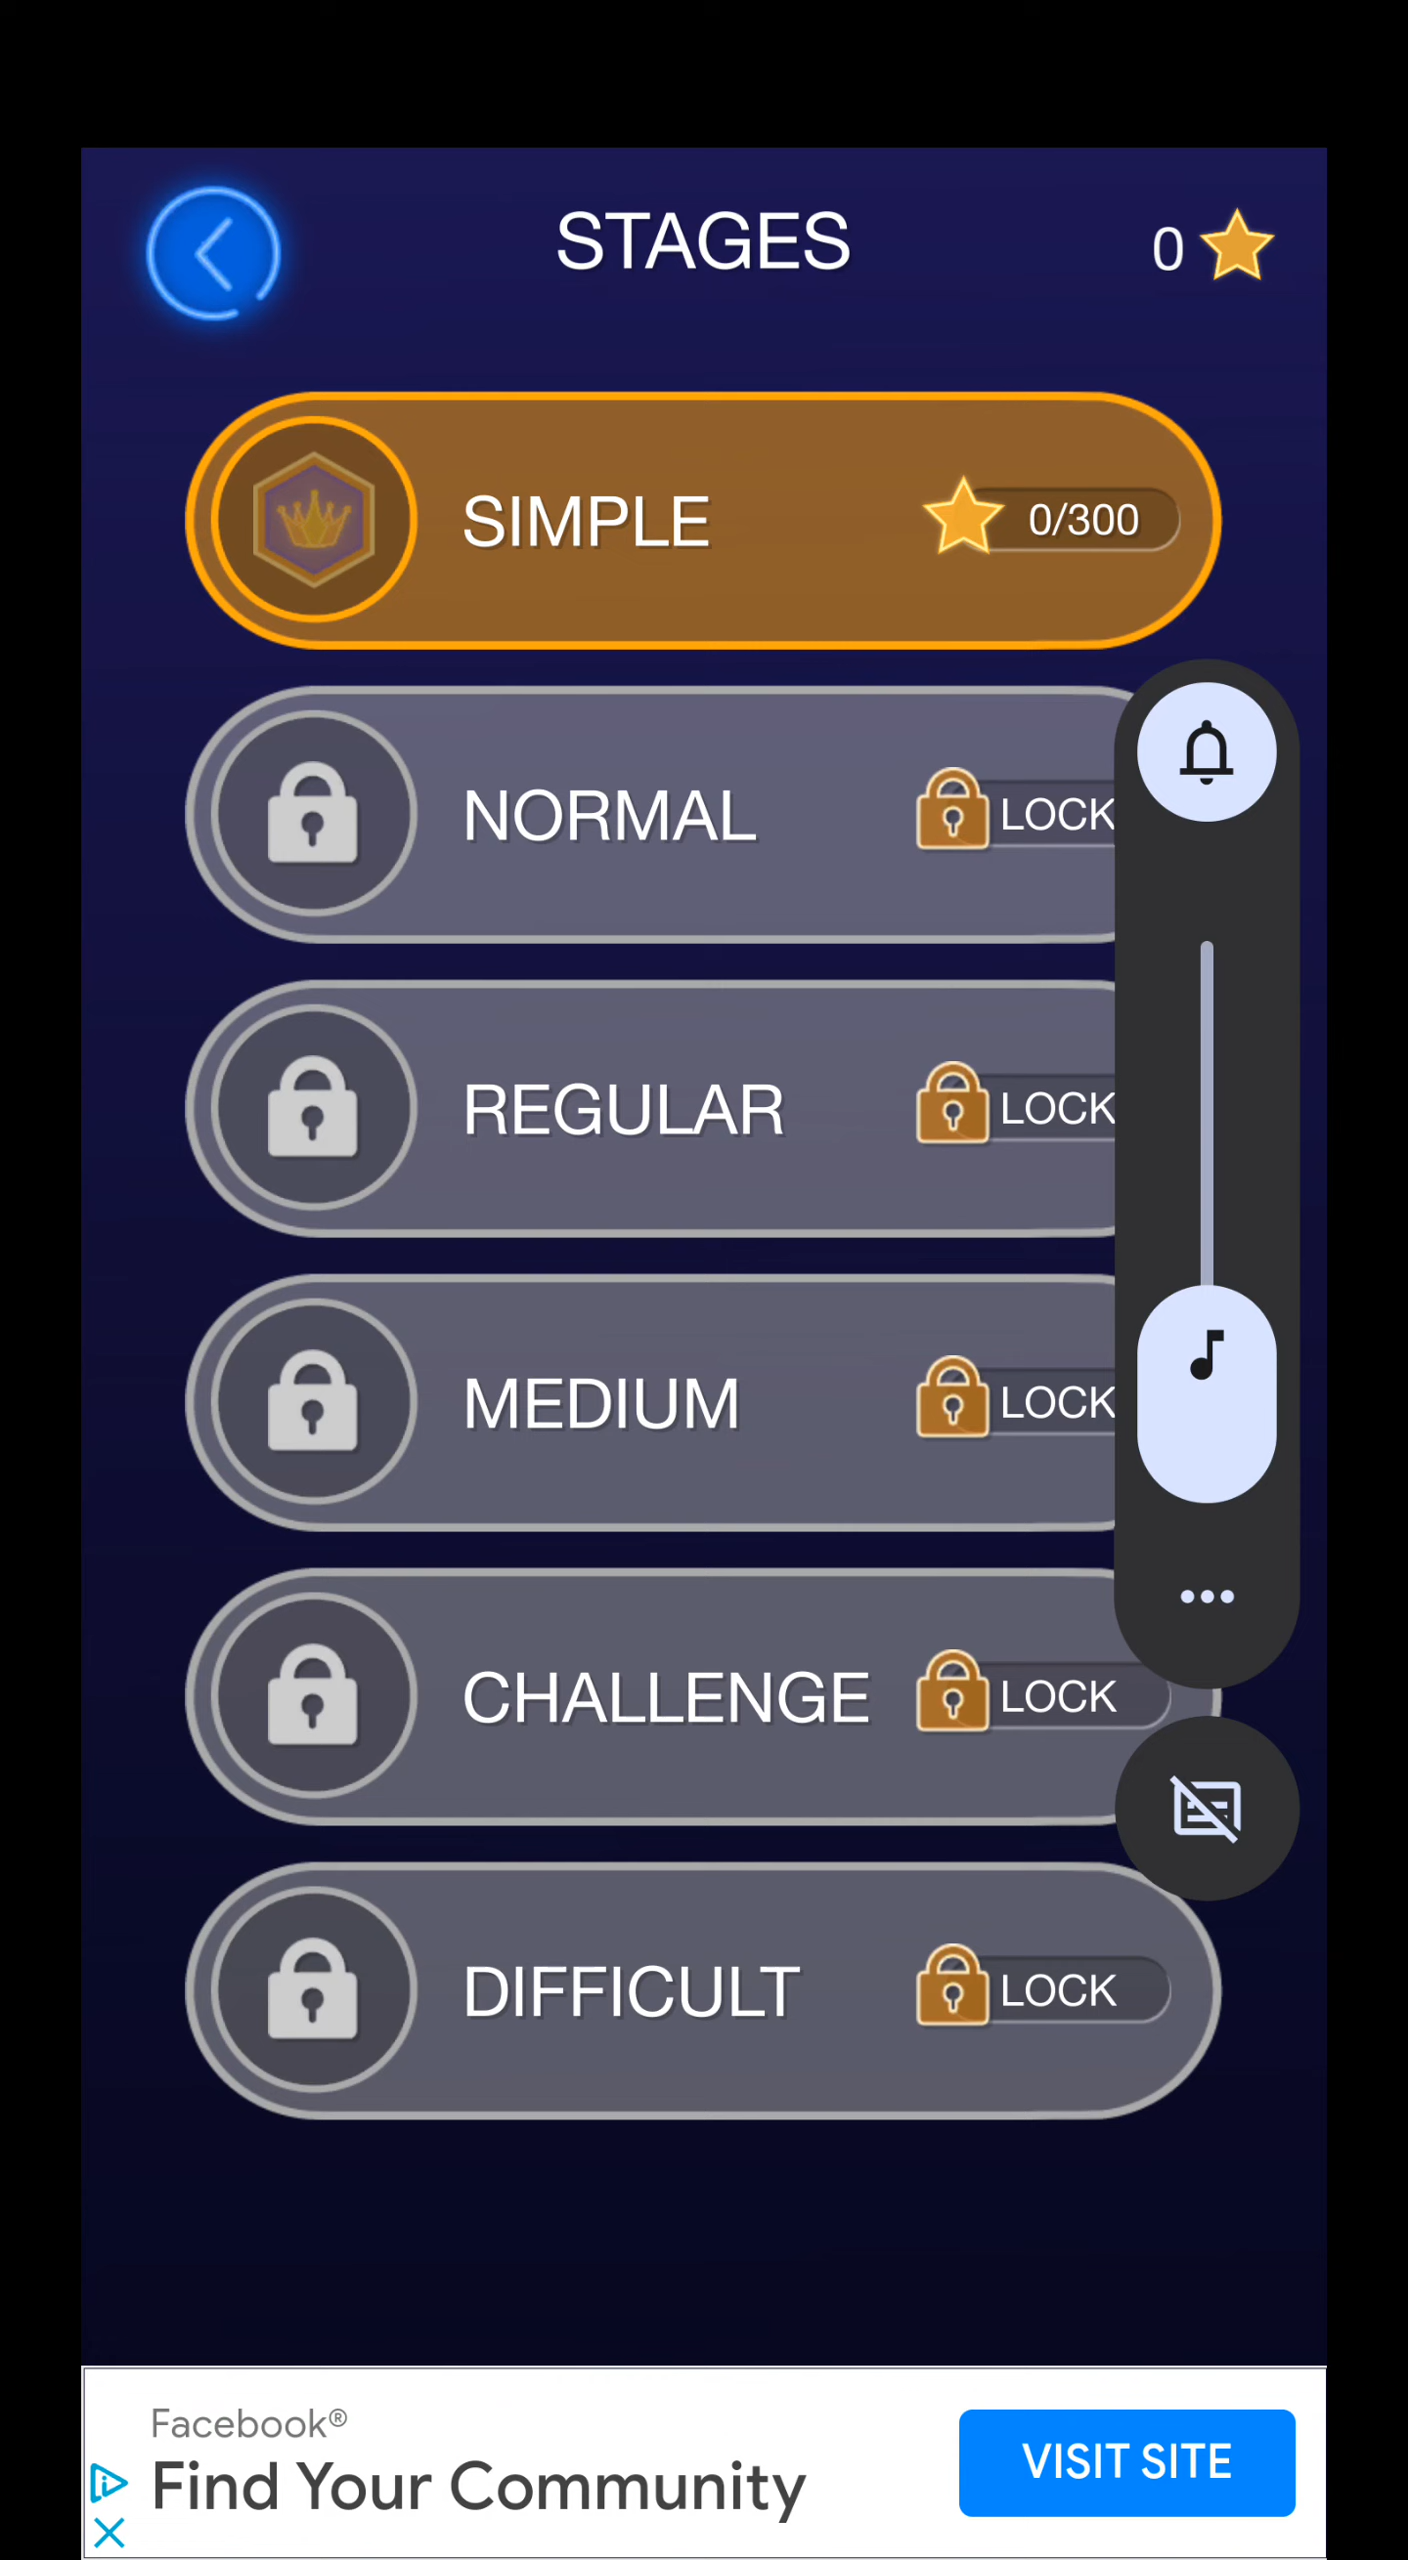 STAGES
0
SIMPLE
0/300
NORMAL
LOCK
REGULAR
LOCK
MEDIUM
LOCK
CHALLENGE
LOCK
DIFFICULT
LOCK
Facebook®
Find Your Community
VISIT SITE